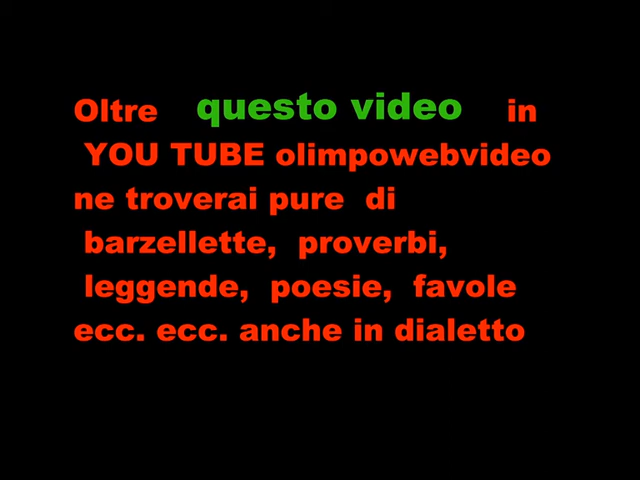 Oltre questo video in
YOU TUBE olimpowebvideo
ne troverai pure di
barzellette, proverbi,
leggende, poesie, favole
ecc. ecc. anche in dialetto